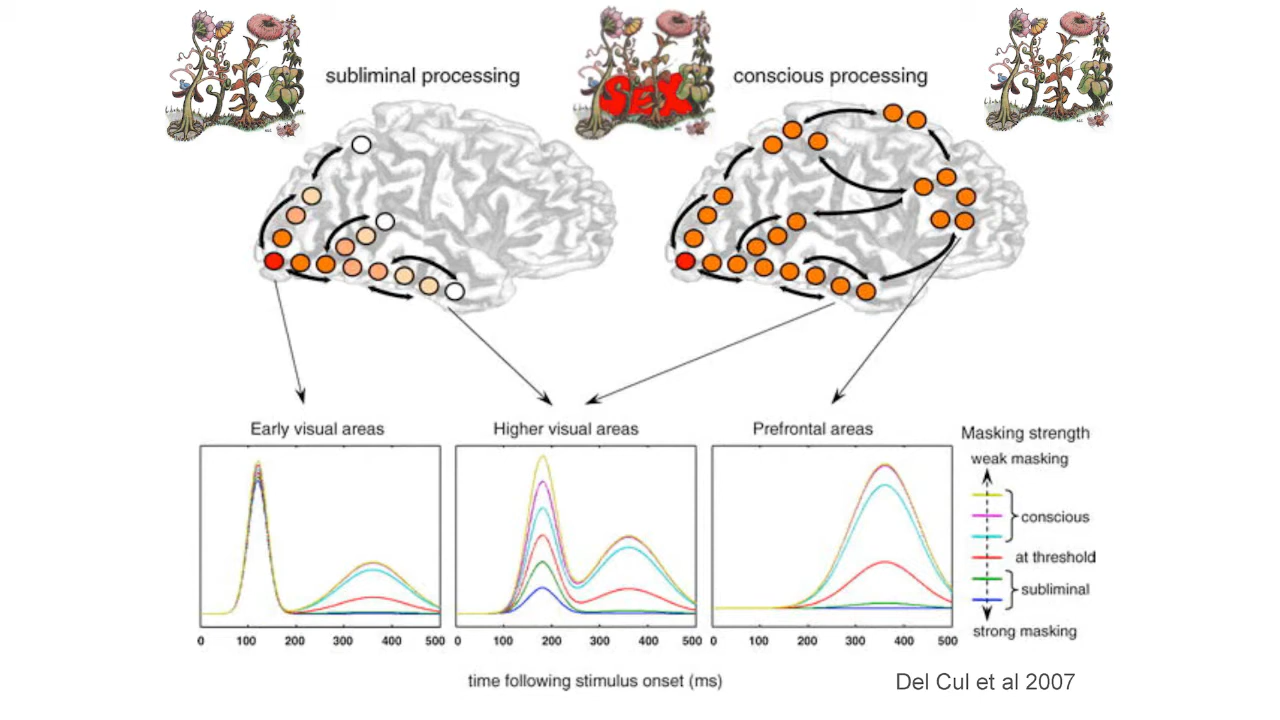 subliminal processing
SEX
conscious processing
Early visual areas
Higher visual areas
Prefrontal areas
Masking strength
weak masking
conscious
at threshold
subliminal
strong masking
0 100 200 300 400 500
0 100 200 300 400 500
0 100 200 300 400 500
time following stimulus onset (ms)
Del Cul et al 2007